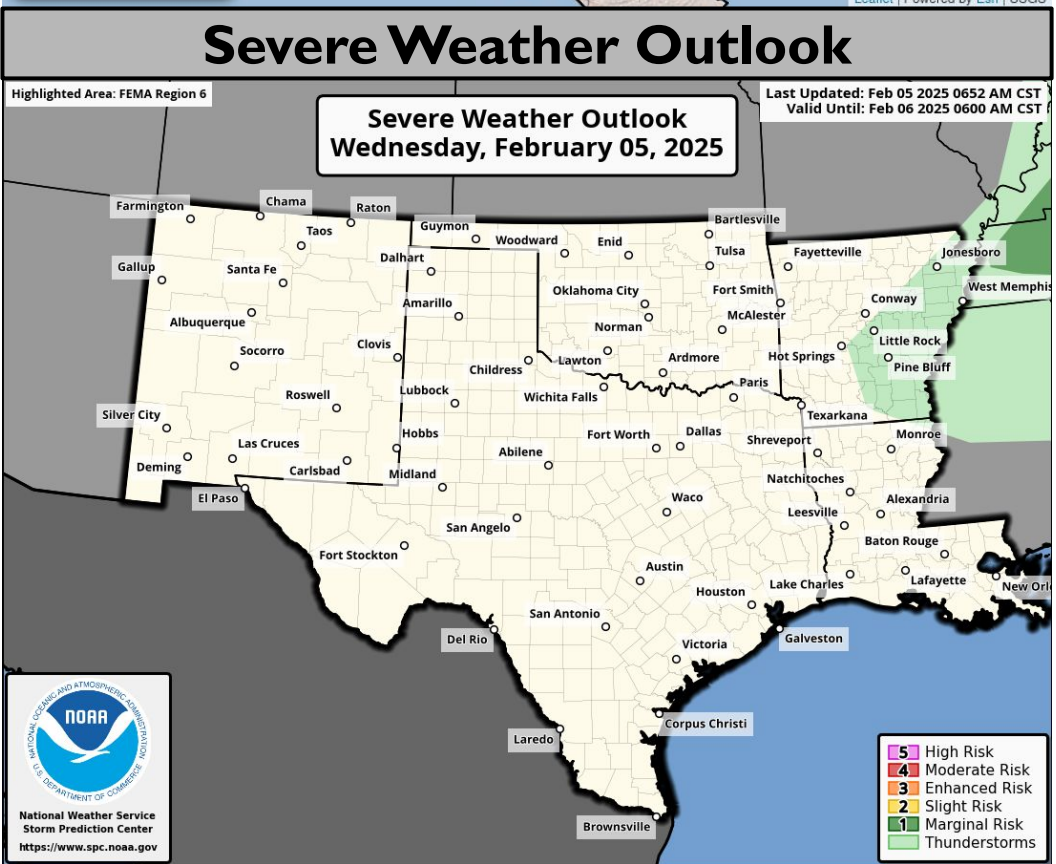 Leaflet | Powered by Esri | USGS
Severe Weather Outlook
Highlighted Area: FEMA Region 6
Last Updated: Feb 05 2025 0652 AM CST
Valid Until: Feb 06 2025 0600 AM CST
Severe Weather Outlook
Wednesday, February 05, 2025
Farmington
Chama
Raton
Taos
Guymon
Woodward
Enid
Bartlesville
Tulsa
Fayetteville
Jonesboro
Gallup
Santa Fe
Dalhart
Amarillo
Oklahoma City
Fort Smith
Conway
West Memphis
Albuquerque
Norman
McAlester
Little Rock
Socorro
Clovis
Childress
Lawton
Ardmore
Hot Springs
Pine Bluff
Roswell
Lubbock
Wichita Falls
Paris
Texarkana
Silver City
Las Cruces
Hobbs
Abilene
Fort Worth
Dallas
Shreveport
Monroe
Deming
Carlsbad
Midland
Natchitoches
El Paso
San Angelo
Waco
Leesville
Alexandria
Fort Stockton
Baton Rouge
Austin
Houston
Lake Charles
Lafayette
New Orl
San Antonio
Del Rio
Galveston
Victoria
Laredo
Corpus Christi
Brownsville
NATIONAL OCEANIC AND ATMOSPHERIC ADMINISTRATION
NOAA
U.S. DEPARTMENT OF COMMERCE
National Weather Service
Storm Prediction Center
https://www.spc.noaa.gov
5 High Risk
4 Moderate Risk
3 Enhanced Risk
2 Slight Risk
1 Marginal Risk
Thunderstorms